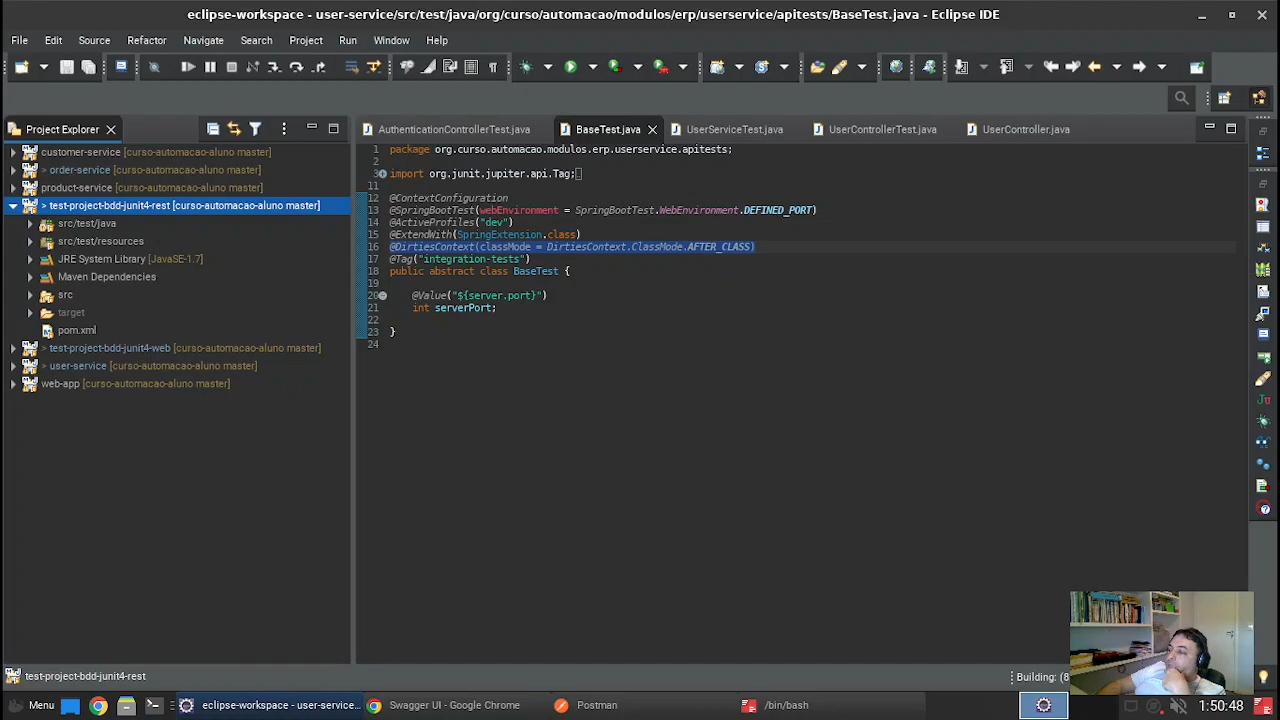 eclipse-workspace - user-service/src/test/java/org/curso/automacao/modulos/erp/userservice/apitests/BaseTest.java - Eclipse IDE
File Edit Source Refactor Navigate Search Project Run Window Help
Project Explorer
AuthenticationControllerTest.java BaseTest.java UserServiceTest.java UserControllerTest.java UserController.java
customer-service [curso-automacao-aluno master]
> order-service [curso-automacao-aluno master]
product-service [curso-automacao-aluno master]
> test-project-bdd-junit4-rest [curso-automacao-aluno master]
src/test/java
src/test/resources
JRE System Library [JavaSE-1.7]
Maven Dependencies
src
target
pom.xml
> test-project-bdd-junit4-web [curso-automacao-aluno master]
> user-service [curso-automacao-aluno master]
web-app [curso-automacao-aluno master]
1 package org.curso.automacao.modulos.erp.userservice.apitests;
2
3 import org.junit.jupiter.api.Tag;
11
12 @ContextConfiguration
13 @SpringBootTest(webEnvironment = SpringBootTest.WebEnvironment.DEFINED_PORT)
14 @ActiveProfiles("dev")
15 @ExtendWith(SpringExtension.class)
16 @DirtiesContext(classMode = DirtiesContext.ClassMode.AFTER_CLASS)
17 @Tag("integration-tests")
18 public abstract class BaseTest {
19
20 @Value("${server.port}")
21 int serverPort;
22
23 }
24
test-project-bdd-junit4-rest
Building: (8
Menu
eclipse-workspace - user-servic...
Swagger UI - Google Chrome
Postman
/bin/bash
1:50:48